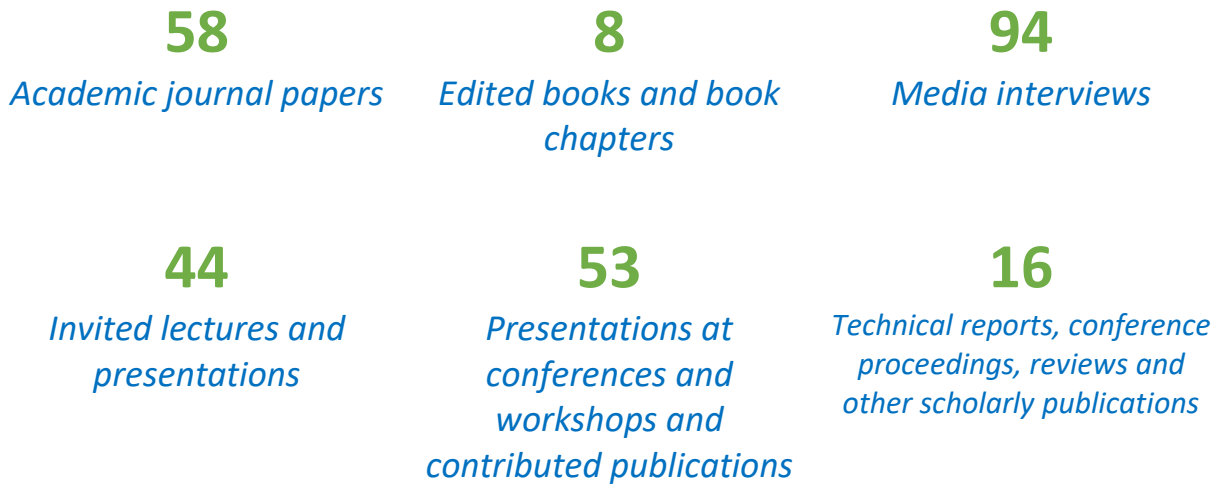 58
Academic journal papers
8
Edited books and book
chapters
94
Media interviews
44
Invited lectures and
presentations
53
Presentations at
conferences and
workshops and
contributed publications
16
Technical reports, conference
proceedings, reviews and
other scholarly publications